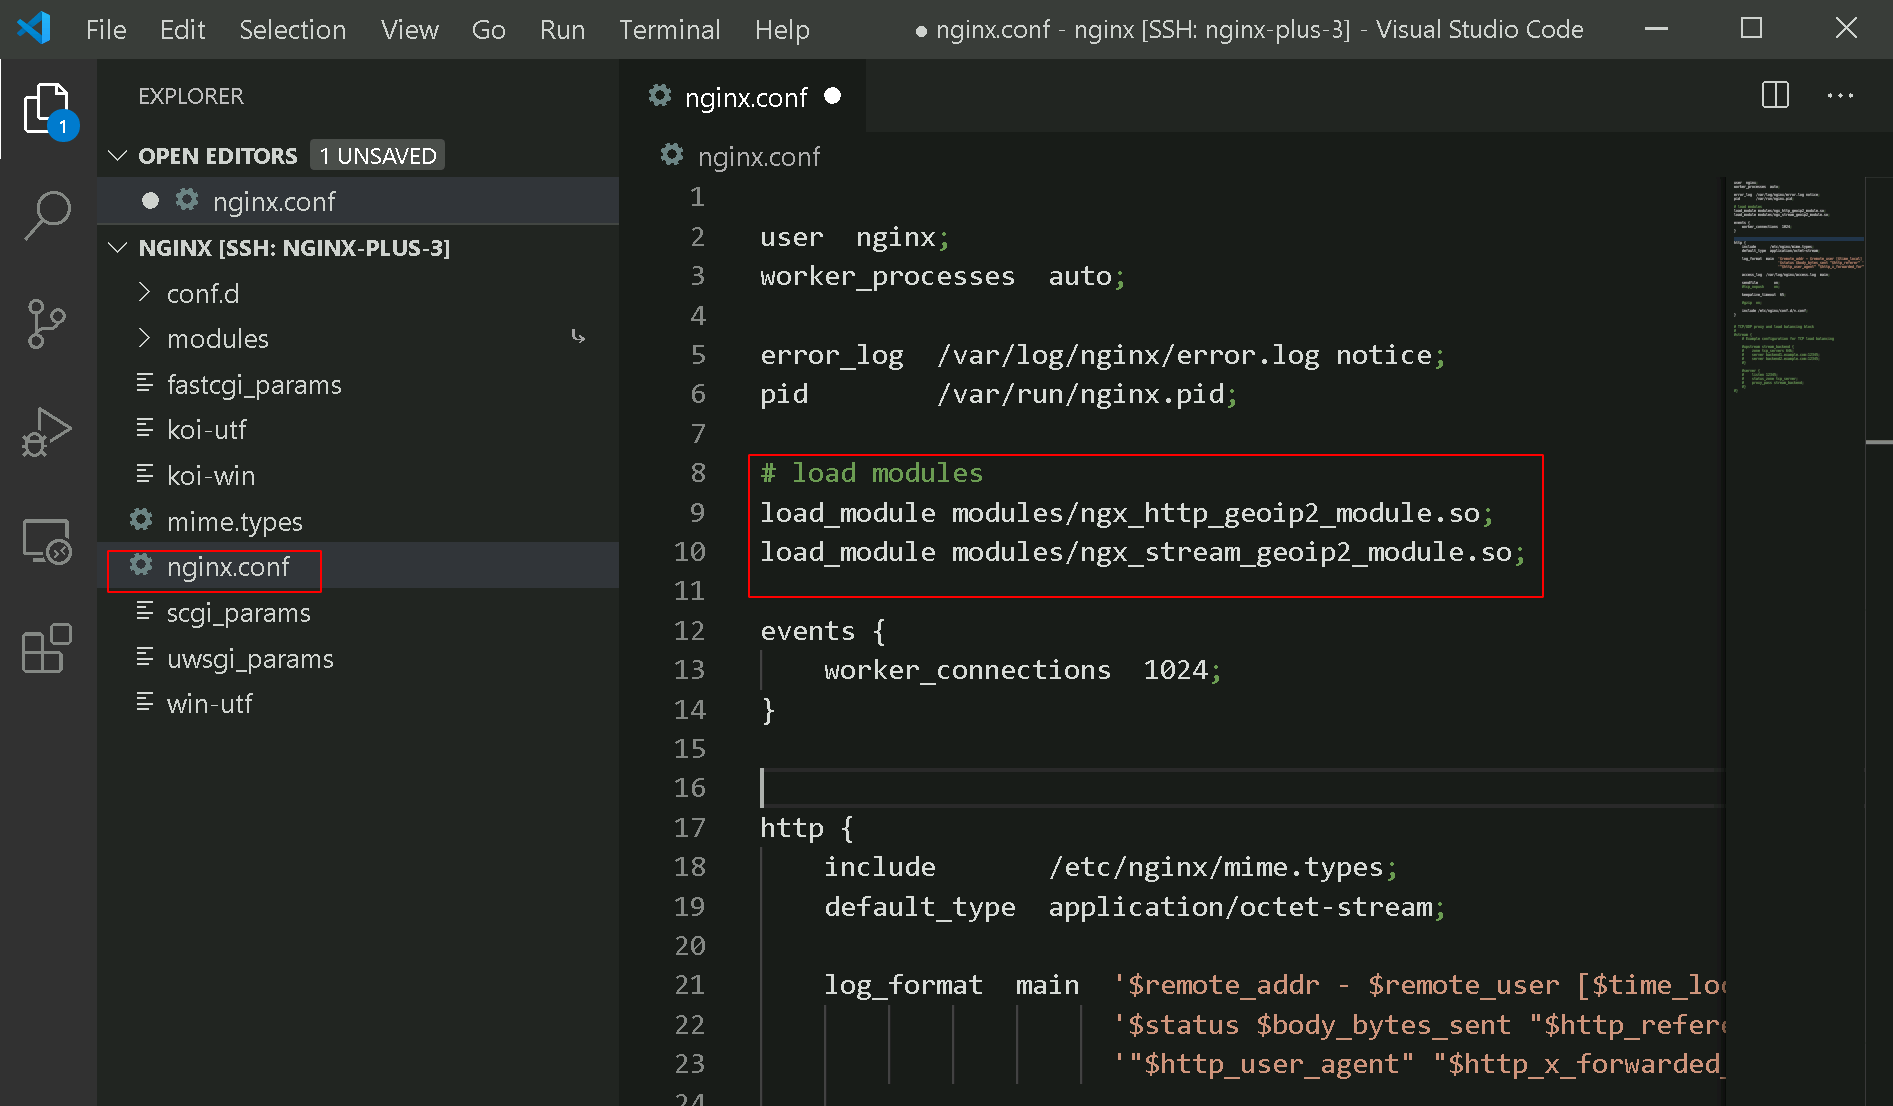 File Edit Selection View Go Run Terminal Help ● nginx.conf - nginx [SSH: nginx-plus-3] - Visual Studio Code
1
EXPLORER
OPEN EDITORS 1 UNSAVED
nginx.conf
NGINX [SSH: NGINX-PLUS-3]
conf.d
modules
fastcgi_params
koi-utf
koi-win
mime.types
nginx.conf
scgi_params
uwsgi_params
win-utf
nginx.conf
nginx.conf
1
2 user  nginx;
3 worker_processes  auto;
4
5 error_log  /var/log/nginx/error.log notice;
6 pid        /var/run/nginx.pid;
7
8 # load modules
9 load_module modules/ngx_http_geoip2_module.so;
10 load_module modules/ngx_stream_geoip2_module.so;
11
12 events {
13     worker_connections  1024;
14 }
15
16
17 http {
18     include       /etc/nginx/mime.types;
19     default_type  application/octet-stream;
20
21     log_format  main  '$remote_addr - $remote_user [$time_loc
22                       '$status $body_bytes_sent "$http_refere
23                       '"$http_user_agent" "$http_x_forwarded_
24